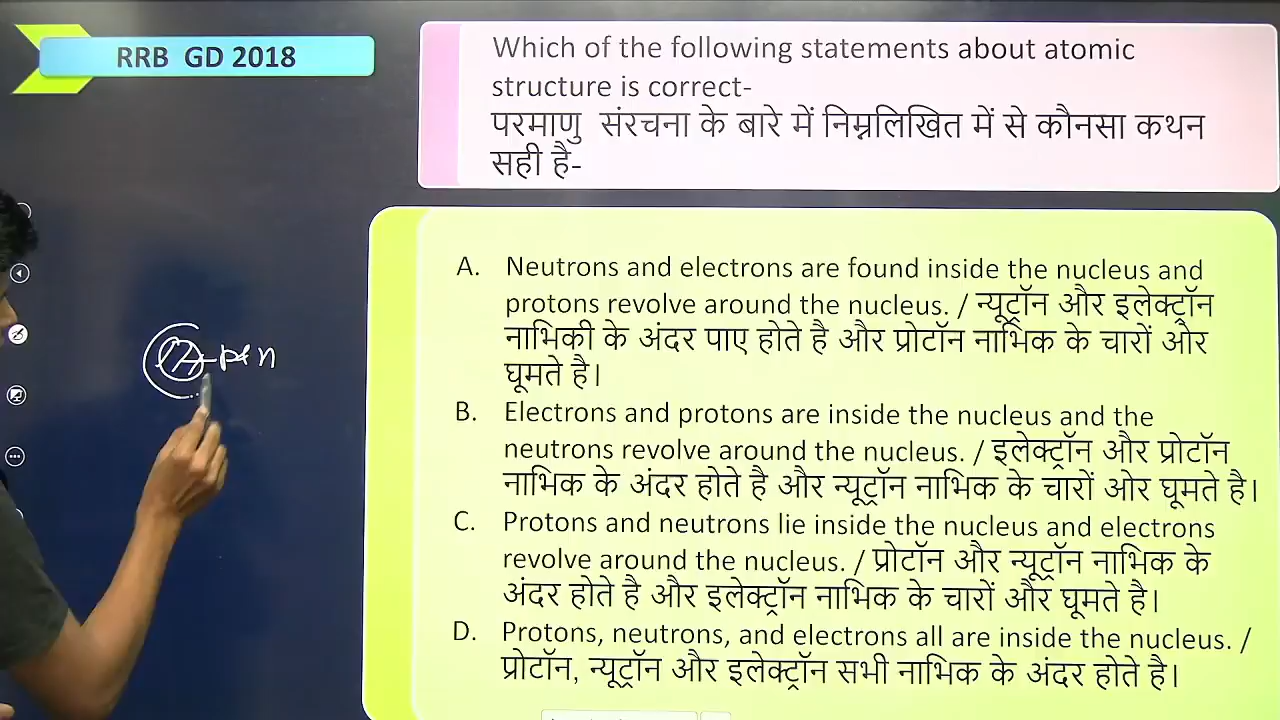 RRB GD 2018
Which of the following statements about atomic
structure is correct-
परमाणु संरचना के बारे में निम्नलिखित में से कौनसा कथन
सही है-
A. Neutrons and electrons are found inside the nucleus and
protons revolve around the nucleus. / न्यूट्रॉन और इलेक्ट्रॉन
नाभिकी के अंदर पाए होते है और प्रोटॉन नाभिक के चारों और
घूमते है।
B. Electrons and protons are inside the nucleus and the
neutrons revolve around the nucleus. / इलेक्ट्रॉन और प्रोटॉन
नाभिक के अंदर होते है और न्यूट्रॉन नाभिक के चारों ओर घूमते है।
C. Protons and neutrons lie inside the nucleus and electrons
revolve around the nucleus. / प्रोटॉन और न्यूट्रॉन नाभिक के
अंदर होते है और इलेक्ट्रॉन नाभिक के चारों और घूमते है।
D. Protons, neutrons, and electrons all are inside the nucleus. /
प्रोटॉन, न्यूट्रॉन और इलेक्ट्रॉन सभी नाभिक के अंदर होते है।